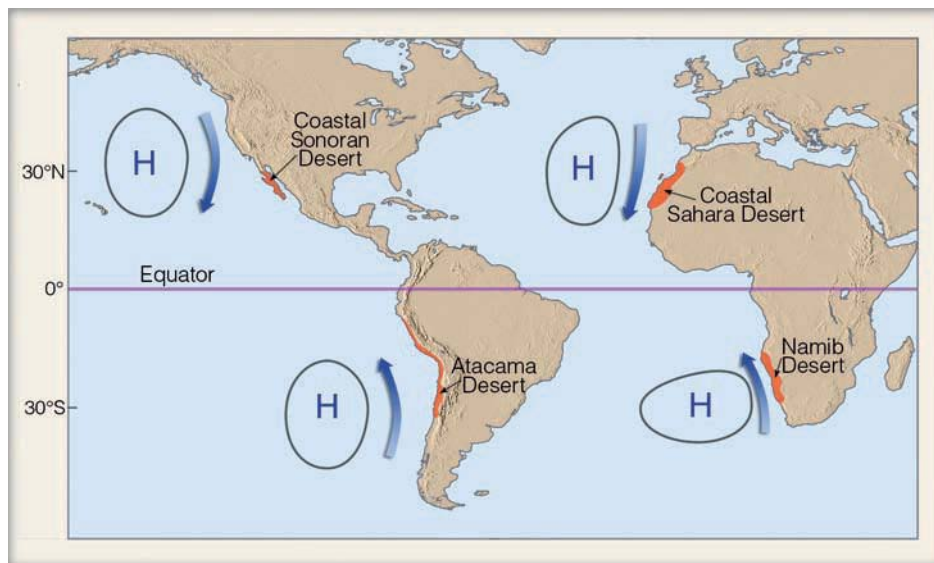 Coastal
Sonoran
Desert
H
H
30°N
Coastal
Sahara Desert
Equator
0°
Namib
Desert
Atacama
Desert
H
H
30°S